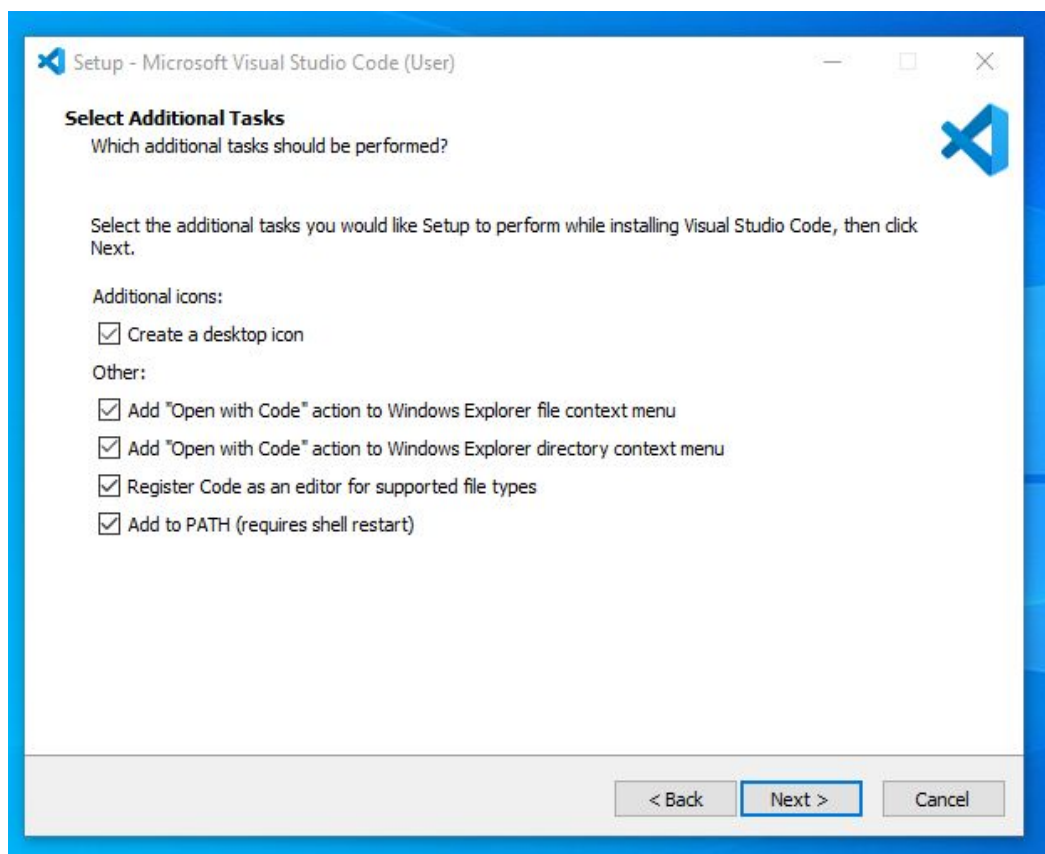 Setup - Microsoft Visual Studio Code (User)
Select Additional Tasks
Which additional tasks should be performed?
Select the additional tasks you would like Setup to perform while installing Visual Studio Code, then click
Next.
Additional icons:
Create a desktop icon
Other:
Add "Open with Code" action to Windows Explorer file context menu
Add "Open with Code" action to Windows Explorer directory context menu
Register Code as an editor for supported file types
Add to PATH (requires shell restart)
< Back Next > Cancel